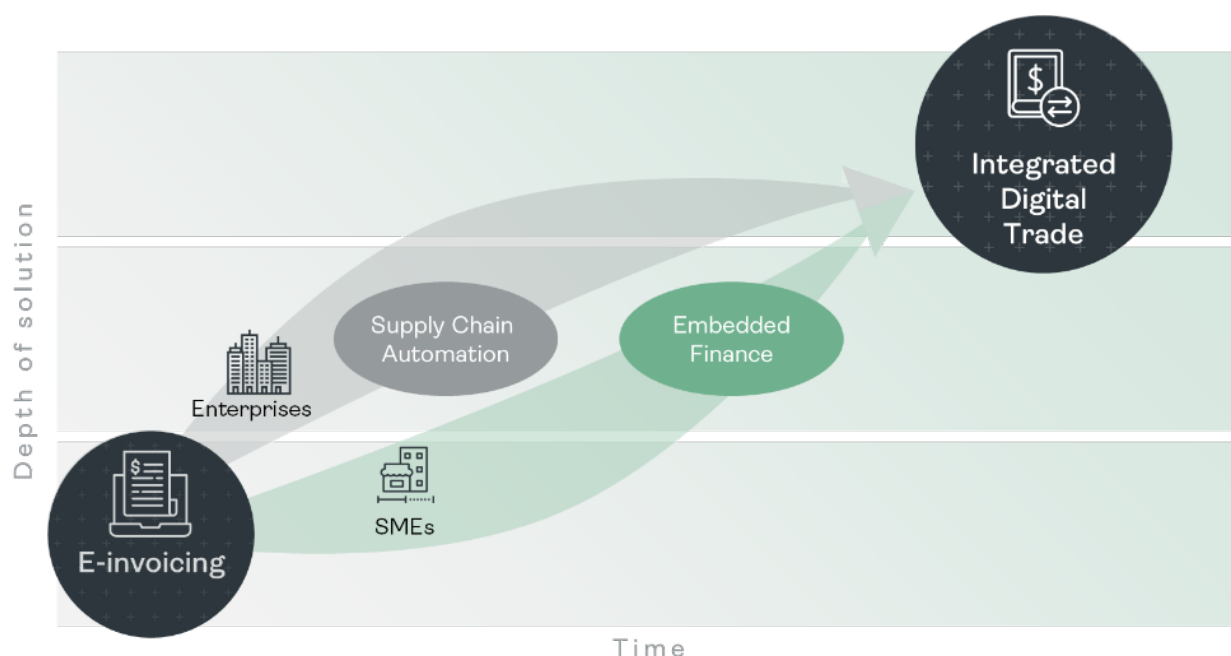 Integrated
Digital
Trade
Depth of solution
Supply Chain
Automation
Embedded
Finance
Enterprises
$
SMEs
E-invoicing
Time